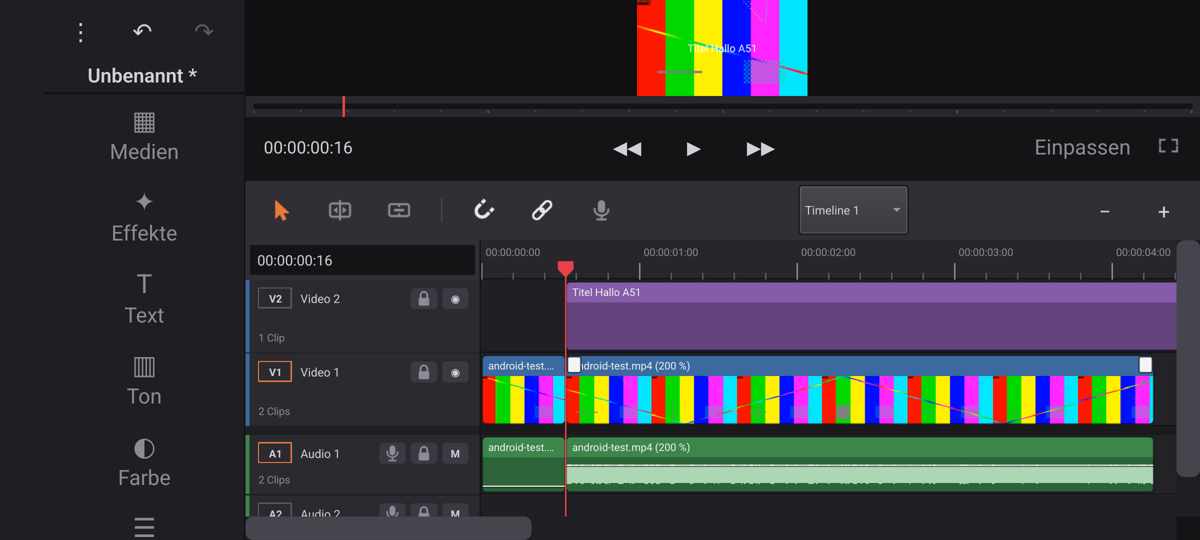 Unbenannt *
Medien
Effekte
Text
Ton
Farbe
Titel Hallo A51
00:00:00:16
Einpassen
Timeline 1
00:00:00:16
00:00:00:00
00:00:01:00
00:00:02:00
00:00:03:00
00:00:04:00
V2 Video 2
1 Clip
Titel Hallo A51
V1 Video 1
2 Clips
android-test....
ndroid-test.mp4 (200 %)
A1 Audio 1 M
2 Clips
android-test....
android-test.mp4 (200 %)
A2 Audio 2 M